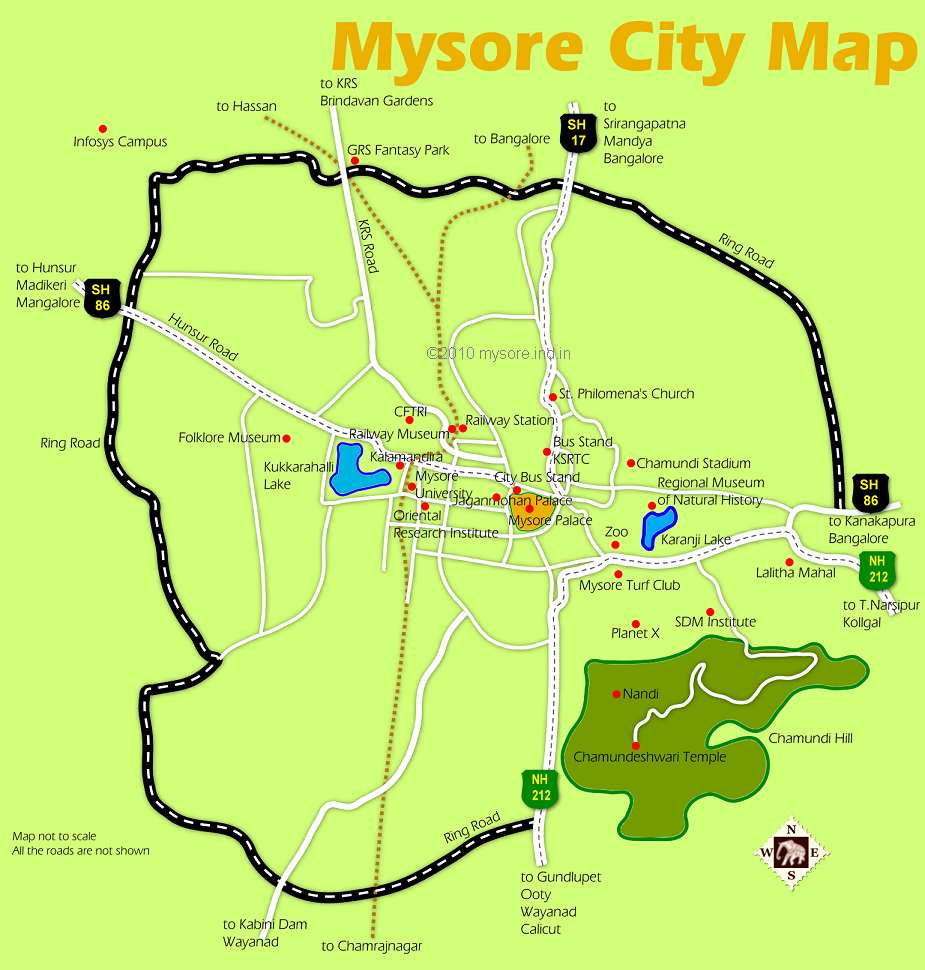 Mysore City Map
to KRS
Brindavan Gardens
to Hassan
to
Srirangapatna
Mandya
Bangalore
SH
17
to Bangalore
Infosys Campus
GRS Fantasy Park
KRS Road
Ring Road
to Hunsur
Madikeri
Mangalore
SH
86
Hunsur Road
©2010 mysore.ind.in
St. Philomena's Church
CFTRI
Railway Station
Railway Museum
Folklore Museum
Ring Road
Bus Stand
KSRTC
Kalamandira
Chamundi Stadium
Kukkarahalli
Lake
Mysore
University
City Bus Stand
Regional Museum
of Natural History
Jaganmohan Palace
SH
86
Oriental
Research Institute
Mysore Palace
to Kanakapura
Bangalore
Zoo
Karanji Lake
NH
212
Lalitha Mahal
Mysore Turf Club
to T.Narsipur
Kollgal
SDM Institute
Planet X
Nandi
Chamundi Hill
Chamundeshwari Temple
NH
212
Ring Road
Map not to scale
All the roads are not shown
N
W
E
S
to Gundlupet
Ooty
Wayanad
Calicut
to Kabini Dam
Wayanad
to Chamrajnagar